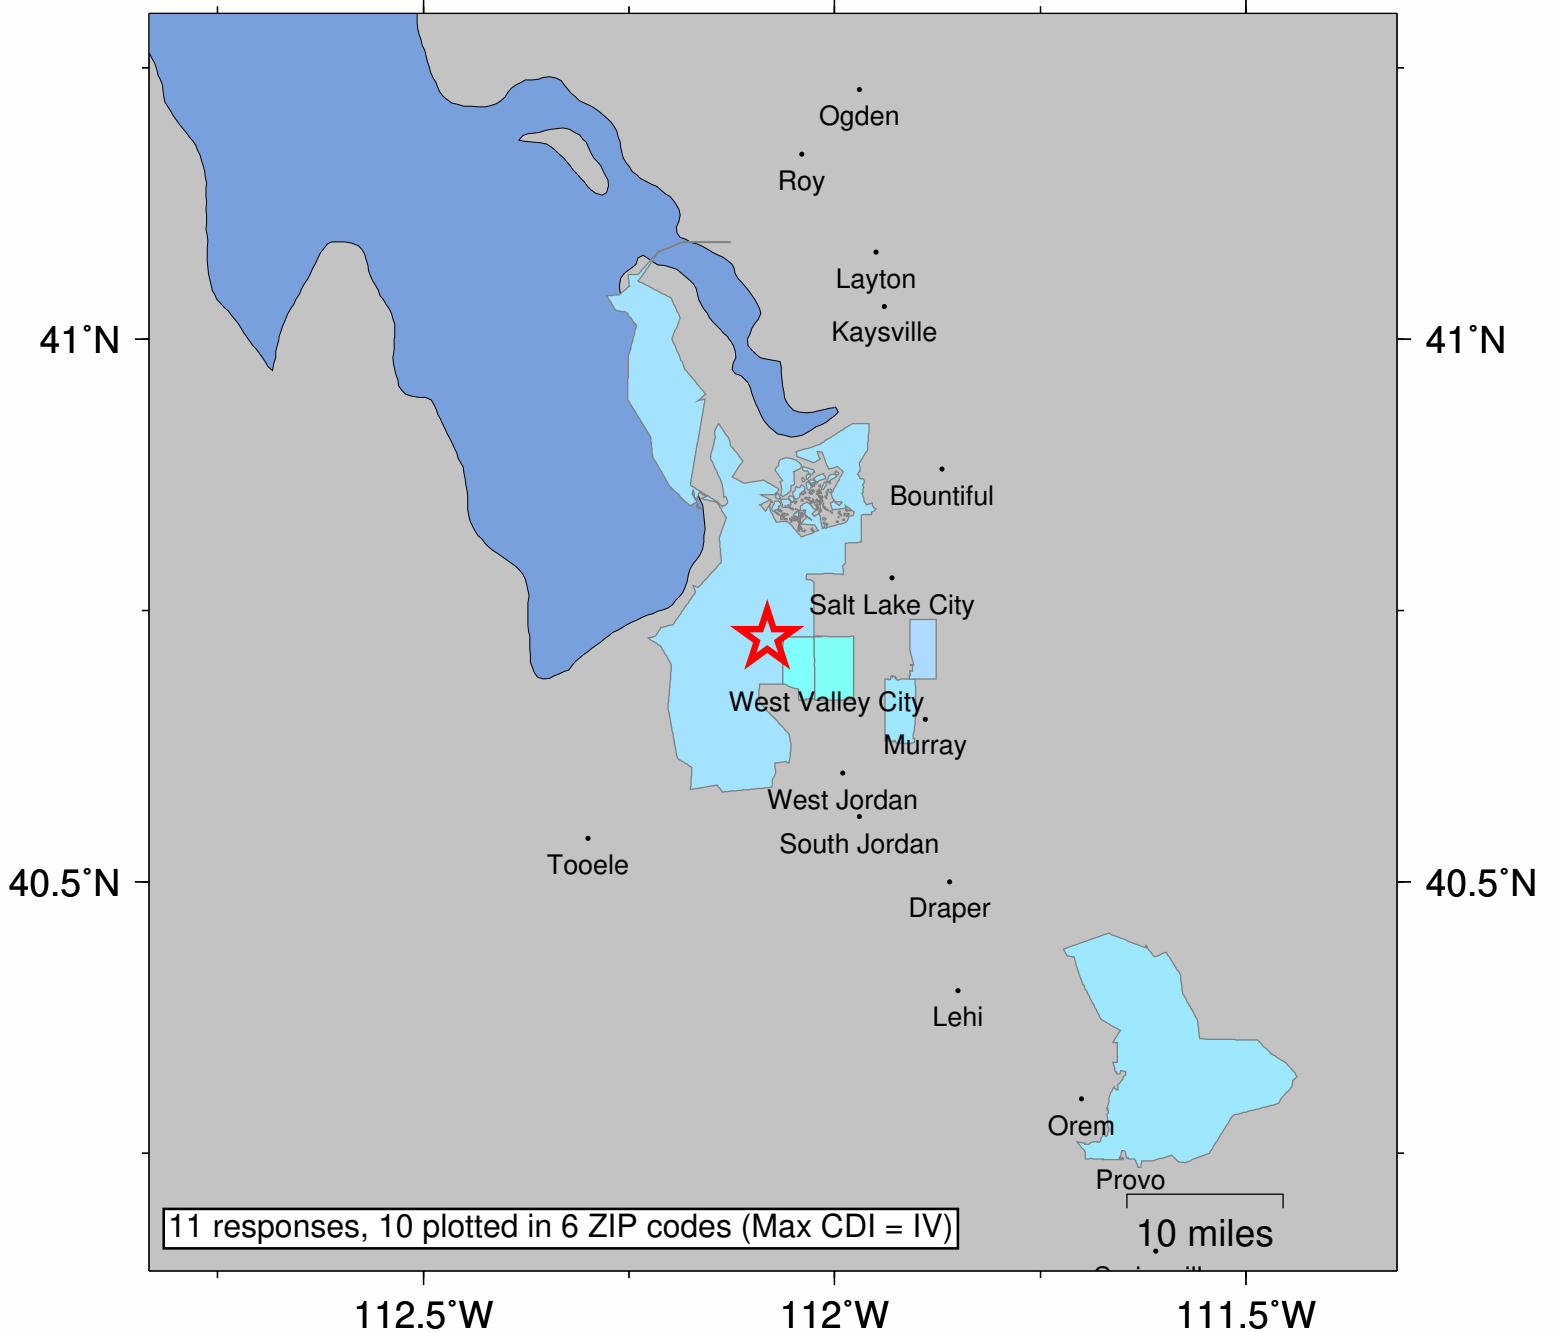 Ogden
Roy
Layton
Kaysville
41˚N
41˚N
Bountiful
Salt Lake City
West Valley City
Murray
West Jordan
South Jordan
Tooele
40.5˚N
40.5˚N
Draper
Lehi
Orem
Provo
11 responses, 10 plotted in 6 ZIP codes (Max CDI = IV)
10 miles
112.5˚W
112˚W
111.5˚W